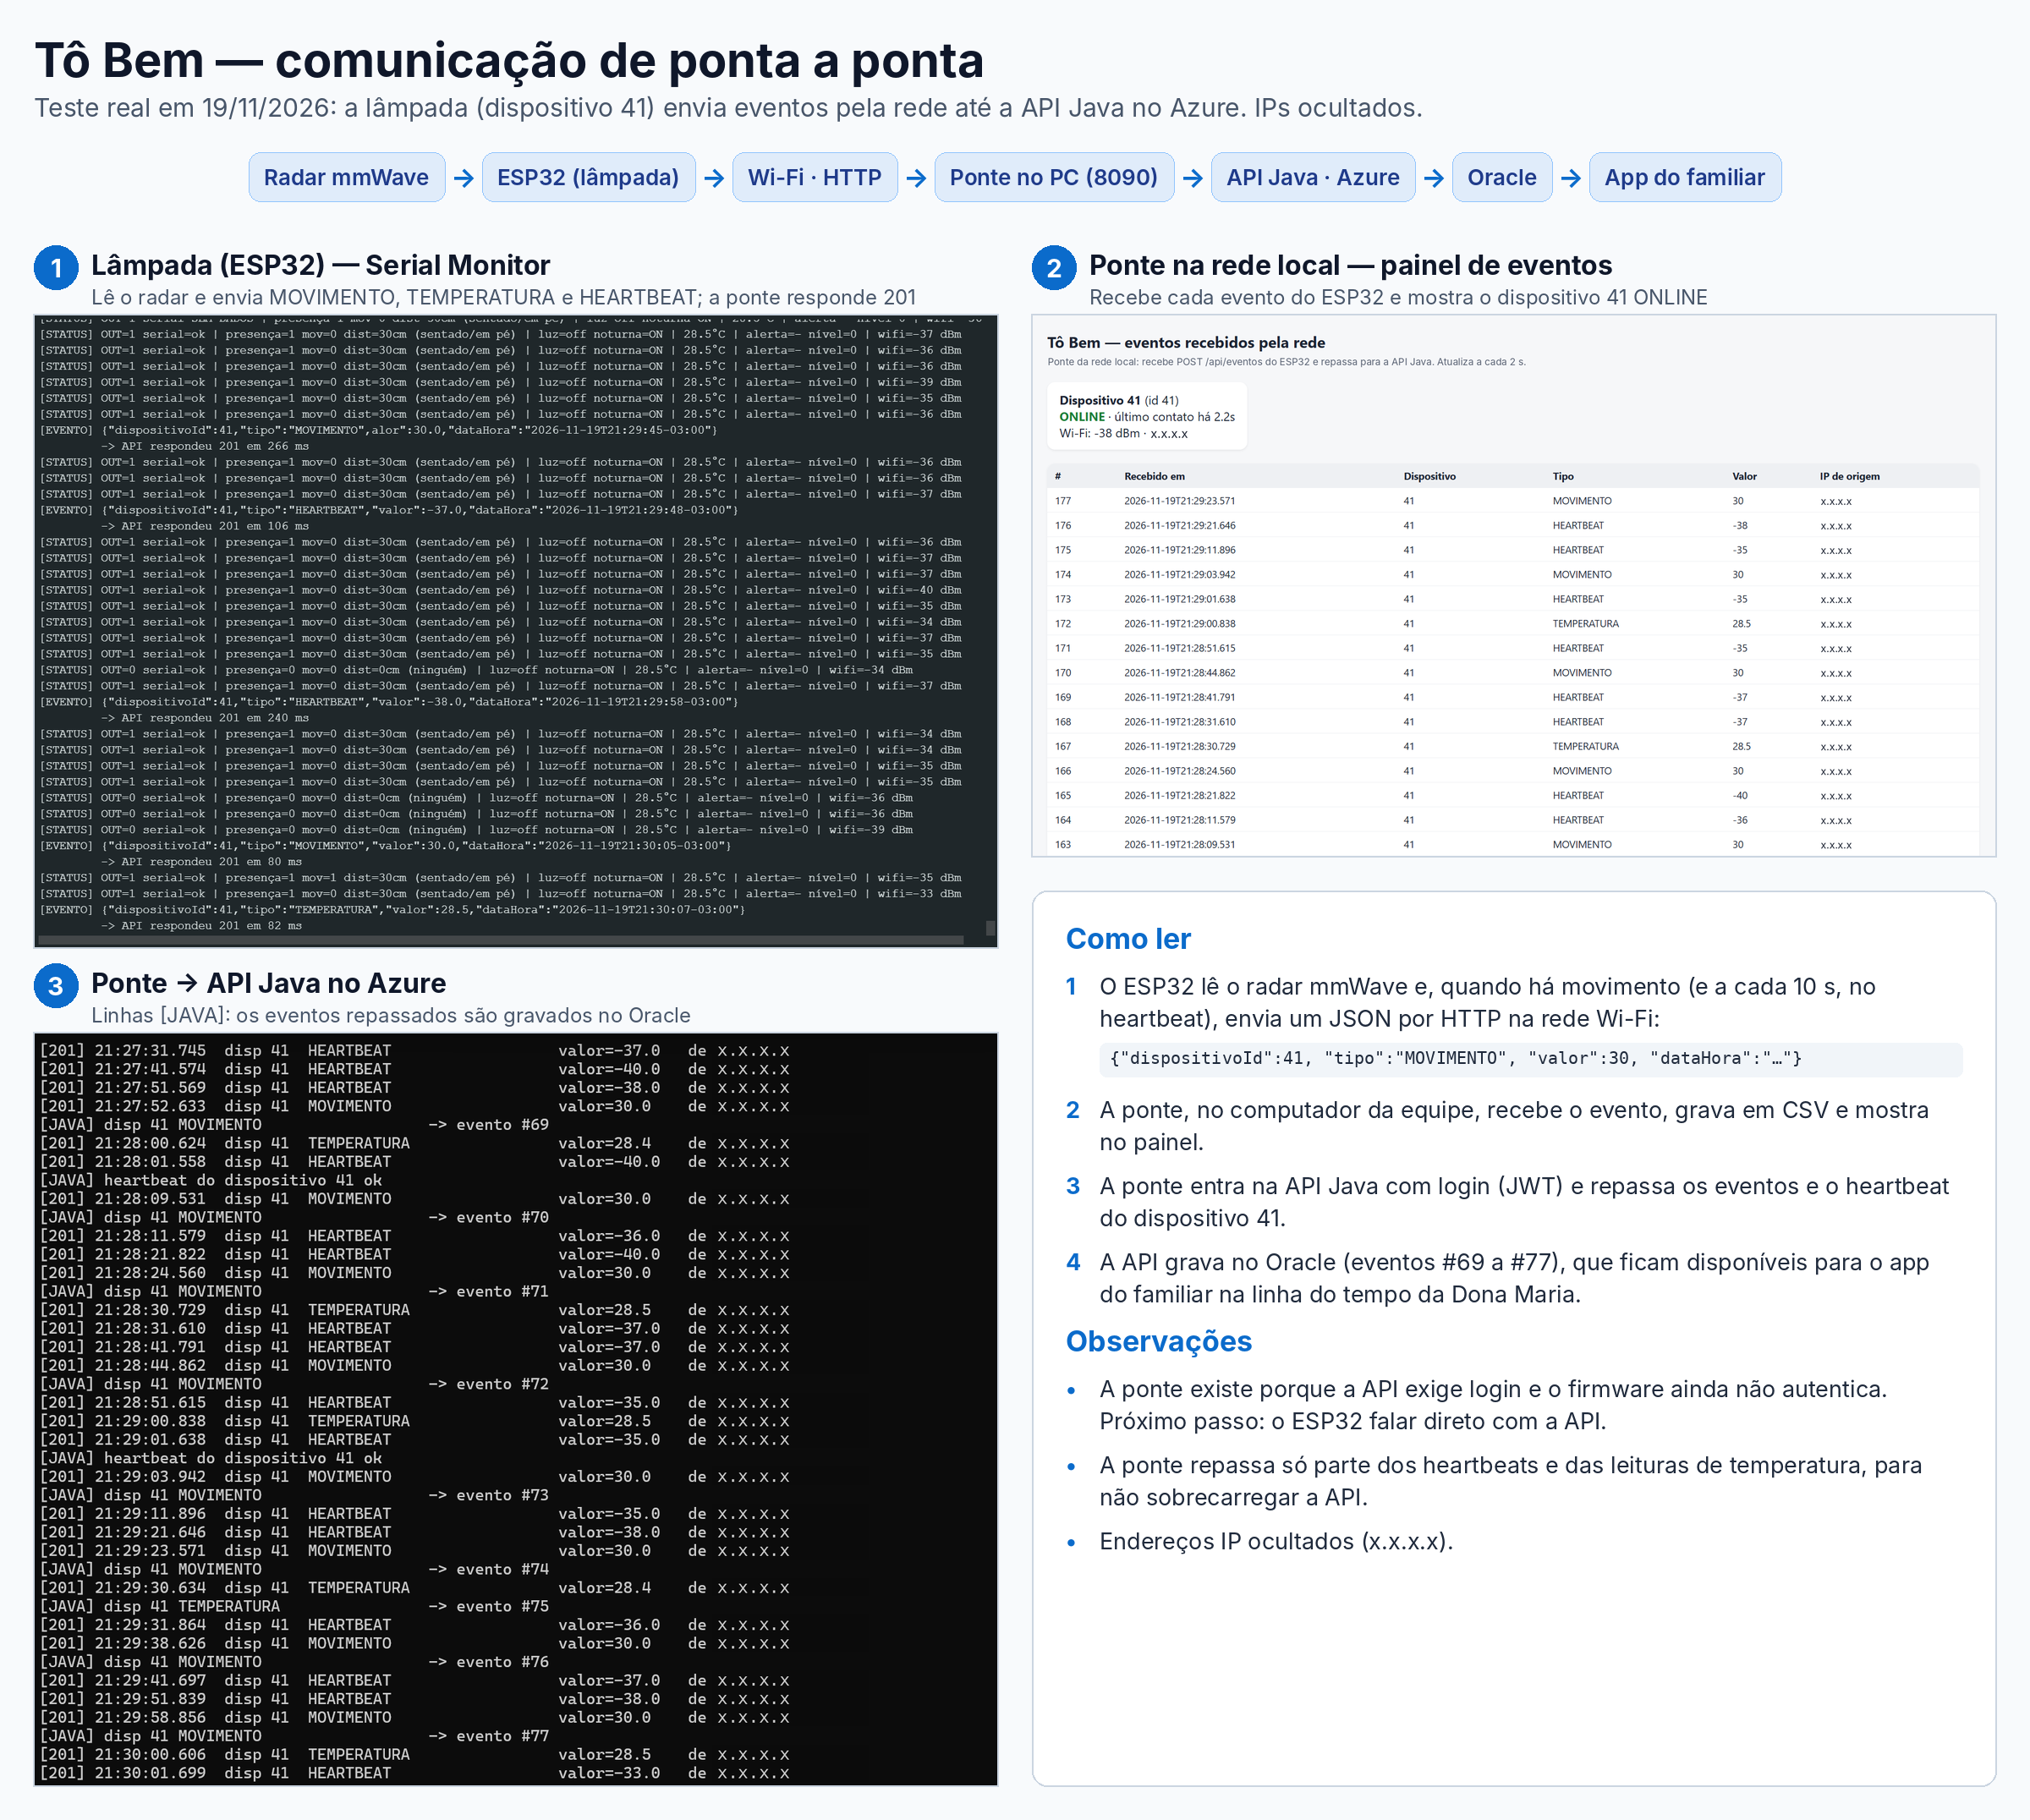 Tô Bem — comunicação de ponta a ponta
Teste real em 19/11/2026: a lâmpada (dispositivo 41) envia eventos pela rede até a API Java no Azure. IPs ocultados.
Radar mmWave → ESP32 (lâmpada) → Wi-Fi · HTTP → Ponte no PC (8090) → API Java · Azure → Oracle → App do familiar
1 Lâmpada (ESP32) — Serial Monitor
Lê o radar e envia MOVIMENTO, TEMPERATURA e HEARTBEAT; a ponte responde 201
[STATUS] OUT=1 serial=ok | presença=1 mov=0 dist=30cm (sentado/em pé) | luz=off noturna=ON | 28.5°C | alerta=- nível=0 | wifi=-37 dBm
[STATUS] OUT=1 serial=ok | presença=1 mov=0 dist=30cm (sentado/em pé) | luz=off noturna=ON | 28.5°C | alerta=- nível=0 | wifi=-36 dBm
[STATUS] OUT=1 serial=ok | presença=1 mov=0 dist=30cm (sentado/em pé) | luz=off noturna=ON | 28.5°C | alerta=- nível=0 | wifi=-36 dBm
[STATUS] OUT=1 serial=ok | presença=1 mov=0 dist=30cm (sentado/em pé) | luz=off noturna=ON | 28.5°C | alerta=- nível=0 | wifi=-39 dBm
[STATUS] OUT=1 serial=ok | presença=1 mov=0 dist=30cm (sentado/em pé) | luz=off noturna=ON | 28.5°C | alerta=- nível=0 | wifi=-35 dBm
[STATUS] OUT=1 serial=ok | presença=1 mov=0 dist=30cm (sentado/em pé) | luz=off noturna=ON | 28.5°C | alerta=- nível=0 | wifi=-36 dBm
[EVENTO] {"dispositivoId":41,"tipo":"MOVIMENTO",alor":30.0,"dataHora":"2026-11-19T21:29:45-03:00"}
-> API respondeu 201 em 266 ms
[STATUS] OUT=1 serial=ok | presença=1 mov=0 dist=30cm (sentado/em pé) | luz=off noturna=ON | 28.5°C | alerta=- nível=0 | wifi=-36 dBm
[STATUS] OUT=1 serial=ok | presença=1 mov=0 dist=30cm (sentado/em pé) | luz=off noturna=ON | 28.5°C | alerta=- nível=0 | wifi=-36 dBm
[STATUS] OUT=1 serial=ok | presença=1 mov=0 dist=30cm (sentado/em pé) | luz=off noturna=ON | 28.5°C | alerta=- nível=0 | wifi=-37 dBm
[EVENTO] {"dispositivoId":41,"tipo":"HEARTBEAT","valor":-37.0,"dataHora":"2026-11-19T21:29:48-03:00"}
-> API respondeu 201 em 106 ms
[STATUS] OUT=1 serial=ok | presença=1 mov=0 dist=30cm (sentado/em pé) | luz=off noturna=ON | 28.5°C | alerta=- nível=0 | wifi=-36 dBm
[STATUS] OUT=1 serial=ok | presença=1 mov=0 dist=30cm (sentado/em pé) | luz=off noturna=ON | 28.5°C | alerta=- nível=0 | wifi=-37 dBm
[STATUS] OUT=1 serial=ok | presença=1 mov=0 dist=30cm (sentado/em pé) | luz=off noturna=ON | 28.5°C | alerta=- nível=0 | wifi=-37 dBm
[STATUS] OUT=1 serial=ok | presença=1 mov=0 dist=30cm (sentado/em pé) | luz=off noturna=ON | 28.5°C | alerta=- nível=0 | wifi=-40 dBm
[STATUS] OUT=1 serial=ok | presença=1 mov=0 dist=30cm (sentado/em pé) | luz=off noturna=ON | 28.5°C | alerta=- nível=0 | wifi=-35 dBm
[STATUS] OUT=1 serial=ok | presença=1 mov=0 dist=30cm (sentado/em pé) | luz=off noturna=ON | 28.5°C | alerta=- nível=0 | wifi=-34 dBm
[STATUS] OUT=1 serial=ok | presença=1 mov=0 dist=30cm (sentado/em pé) | luz=off noturna=ON | 28.5°C | alerta=- nível=0 | wifi=-37 dBm
[STATUS] OUT=1 serial=ok | presença=1 mov=0 dist=30cm (sentado/em pé) | luz=off noturna=ON | 28.5°C | alerta=- nível=0 | wifi=-35 dBm
[STATUS] OUT=0 serial=ok | presença=0 mov=0 dist=0cm (ninguém) | luz=off noturna=ON | 28.5°C | alerta=- nível=0 | wifi=-34 dBm
[STATUS] OUT=1 serial=ok | presença=1 mov=0 dist=30cm (sentado/em pé) | luz=off noturna=ON | 28.5°C | alerta=- nível=0 | wifi=-37 dBm
[EVENTO] {"dispositivoId":41,"tipo":"HEARTBEAT","valor":-38.0,"dataHora":"2026-11-19T21:29:58-03:00"}
-> API respondeu 201 em 240 ms
[STATUS] OUT=1 serial=ok | presença=1 mov=0 dist=30cm (sentado/em pé) | luz=off noturna=ON | 28.5°C | alerta=- nível=0 | wifi=-34 dBm
[STATUS] OUT=1 serial=ok | presença=1 mov=0 dist=30cm (sentado/em pé) | luz=off noturna=ON | 28.5°C | alerta=- nível=0 | wifi=-34 dBm
[STATUS] OUT=1 serial=ok | presença=1 mov=0 dist=30cm (sentado/em pé) | luz=off noturna=ON | 28.5°C | alerta=- nível=0 | wifi=-35 dBm
[STATUS] OUT=1 serial=ok | presença=1 mov=0 dist=30cm (sentado/em pé) | luz=off noturna=ON | 28.5°C | alerta=- nível=0 | wifi=-35 dBm
[STATUS] OUT=0 serial=ok | presença=0 mov=0 dist=0cm (ninguém) | luz=off noturna=ON | 28.5°C | alerta=- nível=0 | wifi=-36 dBm
[STATUS] OUT=0 serial=ok | presença=0 mov=0 dist=0cm (ninguém) | luz=off noturna=ON | 28.5°C | alerta=- nível=0 | wifi=-36 dBm
[STATUS] OUT=0 serial=ok | presença=0 mov=0 dist=0cm (ninguém) | luz=off noturna=ON | 28.5°C | alerta=- nível=0 | wifi=-39 dBm
[EVENTO] {"dispositivoId":41,"tipo":"MOVIMENTO","valor":30.0,"dataHora":"2026-11-19T21:30:05-03:00"}
-> API respondeu 201 em 80 ms
[STATUS] OUT=1 serial=ok | presença=1 mov=1 dist=30cm (sentado/em pé) | luz=off noturna=ON | 28.5°C | alerta=- nível=0 | wifi=-35 dBm
[STATUS] OUT=1 serial=ok | presença=1 mov=0 dist=30cm (sentado/em pé) | luz=off noturna=ON | 28.5°C | alerta=- nível=0 | wifi=-33 dBm
[EVENTO] {"dispositivoId":41,"tipo":"TEMPERATURA","valor":28.5,"dataHora":"2026-11-19T21:30:07-03:00"}
-> API respondeu 201 em 82 ms
2 Ponte na rede local — painel de eventos
Recebe cada evento do ESP32 e mostra o dispositivo 41 ONLINE
Tô Bem — eventos recebidos pela rede
Ponte da rede local: recebe POST /api/eventos do ESP32 e repassa para a API Java. Atualiza a cada 2 s.
Dispositivo 41 (id 41)
ONLINE · último contato há 2.2s
Wi-Fi: -38 dBm · x.x.x.x
# Recebido em Dispositivo Tipo Valor IP de origem
177 2026-11-19T21:29:23.571 41 MOVIMENTO 30 x.x.x.x
176 2026-11-19T21:29:21.646 41 HEARTBEAT -38 x.x.x.x
175 2026-11-19T21:29:11.896 41 HEARTBEAT -35 x.x.x.x
174 2026-11-19T21:29:03.942 41 MOVIMENTO 30 x.x.x.x
173 2026-11-19T21:29:01.638 41 HEARTBEAT -35 x.x.x.x
172 2026-11-19T21:29:00.838 41 TEMPERATURA 28.5 x.x.x.x
171 2026-11-19T21:28:51.615 41 HEARTBEAT -35 x.x.x.x
170 2026-11-19T21:28:44.862 41 MOVIMENTO 30 x.x.x.x
169 2026-11-19T21:28:41.791 41 HEARTBEAT -37 x.x.x.x
168 2026-11-19T21:28:31.610 41 HEARTBEAT -37 x.x.x.x
167 2026-11-19T21:28:30.729 41 TEMPERATURA 28.5 x.x.x.x
166 2026-11-19T21:28:24.560 41 MOVIMENTO 30 x.x.x.x
165 2026-11-19T21:28:21.822 41 HEARTBEAT -40 x.x.x.x
164 2026-11-19T21:28:11.579 41 HEARTBEAT -36 x.x.x.x
163 2026-11-19T21:28:09.531 41 MOVIMENTO 30 x.x.x.x
3 Ponte → API Java no Azure
Linhas [JAVA]: os eventos repassados são gravados no Oracle
[201] 21:27:31.745 disp 41 HEARTBEAT valor=-37.0 de x.x.x.x
[201] 21:27:41.574 disp 41 HEARTBEAT valor=-40.0 de x.x.x.x
[201] 21:27:51.569 disp 41 HEARTBEAT valor=-38.0 de x.x.x.x
[201] 21:27:52.633 disp 41 MOVIMENTO valor=30.0 de x.x.x.x
[JAVA] disp 41 MOVIMENTO -> evento #69
[201] 21:28:00.624 disp 41 TEMPERATURA valor=28.4 de x.x.x.x
[201] 21:28:01.558 disp 41 HEARTBEAT valor=-40.0 de x.x.x.x
[JAVA] heartbeat do dispositivo 41 ok
[201] 21:28:09.531 disp 41 MOVIMENTO valor=30.0 de x.x.x.x
[JAVA] disp 41 MOVIMENTO -> evento #70
[201] 21:28:11.579 disp 41 HEARTBEAT valor=-36.0 de x.x.x.x
[201] 21:28:21.822 disp 41 HEARTBEAT valor=-40.0 de x.x.x.x
[201] 21:28:24.560 disp 41 MOVIMENTO valor=30.0 de x.x.x.x
[JAVA] disp 41 MOVIMENTO -> evento #71
[201] 21:28:30.729 disp 41 TEMPERATURA valor=28.5 de x.x.x.x
[201] 21:28:31.610 disp 41 HEARTBEAT valor=-37.0 de x.x.x.x
[201] 21:28:41.791 disp 41 HEARTBEAT valor=-37.0 de x.x.x.x
[201] 21:28:44.862 disp 41 MOVIMENTO valor=30.0 de x.x.x.x
[JAVA] disp 41 MOVIMENTO -> evento #72
[201] 21:28:51.615 disp 41 HEARTBEAT valor=-35.0 de x.x.x.x
[201] 21:29:00.838 disp 41 TEMPERATURA valor=28.5 de x.x.x.x
[201] 21:29:01.638 disp 41 HEARTBEAT valor=-35.0 de x.x.x.x
[JAVA] heartbeat do dispositivo 41 ok
[201] 21:29:03.942 disp 41 MOVIMENTO valor=30.0 de x.x.x.x
[JAVA] disp 41 MOVIMENTO -> evento #73
[201] 21:29:11.896 disp 41 HEARTBEAT valor=-35.0 de x.x.x.x
[201] 21:29:21.646 disp 41 HEARTBEAT valor=-38.0 de x.x.x.x
[201] 21:29:23.571 disp 41 MOVIMENTO valor=30.0 de x.x.x.x
[JAVA] disp 41 MOVIMENTO -> evento #74
[201] 21:29:30.634 disp 41 TEMPERATURA valor=28.4 de x.x.x.x
[JAVA] disp 41 TEMPERATURA -> evento #75
[201] 21:29:31.864 disp 41 HEARTBEAT valor=-36.0 de x.x.x.x
[201] 21:29:38.626 disp 41 MOVIMENTO valor=30.0 de x.x.x.x
[JAVA] disp 41 MOVIMENTO -> evento #76
[201] 21:29:41.697 disp 41 HEARTBEAT valor=-37.0 de x.x.x.x
[201] 21:29:51.839 disp 41 HEARTBEAT valor=-38.0 de x.x.x.x
[201] 21:29:58.856 disp 41 MOVIMENTO valor=30.0 de x.x.x.x
[JAVA] disp 41 MOVIMENTO -> evento #77
[201] 21:30:00.606 disp 41 TEMPERATURA valor=28.5 de x.x.x.x
[201] 21:30:01.699 disp 41 HEARTBEAT valor=-33.0 de x.x.x.x
Como ler
1 O ESP32 lê o radar mmWave e, quando há movimento (e a cada 10 s, no
heartbeat), envia um JSON por HTTP na rede Wi-Fi:
{"dispositivoId":41, "tipo":"MOVIMENTO", "valor":30, "dataHora":"…"}
2 A ponte, no computador da equipe, recebe o evento, grava em CSV e mostra
no painel.
3 A ponte entra na API Java com login (JWT) e repassa os eventos e o heartbeat
do dispositivo 41.
4 A API grava no Oracle (eventos #69 a #77), que ficam disponíveis para o app
do familiar na linha do tempo da Dona Maria.
Observações
• A ponte existe porque a API exige login e o firmware ainda não autentica.
Próximo passo: o ESP32 falar direto com a API.
• A ponte repassa só parte dos heartbeats e das leituras de temperatura, para
não sobrecarregar a API.
• Endereços IP ocultados (x.x.x.x).